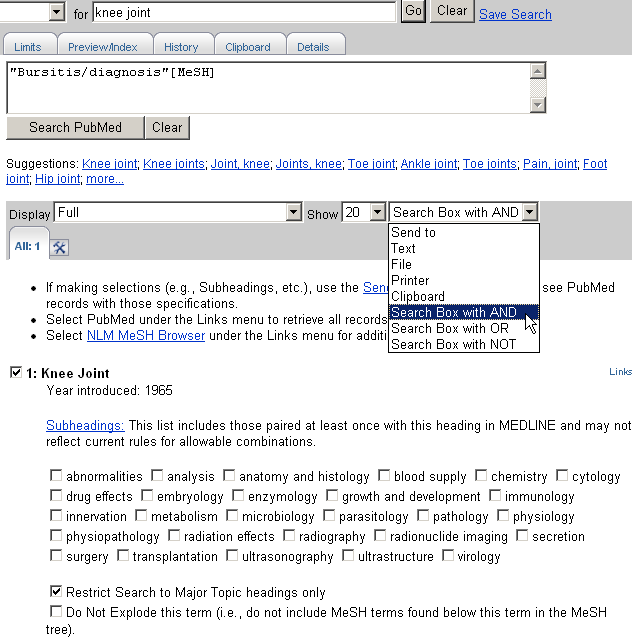 for knee joint Go Clear Save Search
Limits Preview/Index History Clipboard Details
"Bursitis/diagnosis"[MeSH]
Search PubMed Clear
Suggestions: Knee joint; Knee joints; Joint, knee; Joints, knee; Toe joint; Ankle joint; Toe joints; Pain, joint; Foot
joint; Hip joint; more...
Display Full Show 20 Search Box with AND
All: 1
Send to
Text
File
Printer
Clipboard
Search Box with AND
Search Box with OR
Search Box with NOT
If making selections (e.g., Subheadings, etc.), use the Sen see PubMed
records with those specifications.
Select PubMed under the Links menu to retrieve all records
Select NLM MeSH Browser under the Links menu for additi
1: Knee Joint Links
Year introduced: 1965
Subheadings: This list includes those paired at least once with this heading in MEDLINE and may not
reflect current rules for allowable combinations.
abnormalities analysis anatomy and histology blood supply chemistry cytology
drug effects embryology enzymology growth and development immunology
innervation metabolism microbiology parasitology pathology physiology
physiopathology radiation effects radiography radionuclide imaging secretion
surgery transplantation ultrasonography ultrastructure virology
Restrict Search to Major Topic headings only
Do Not Explode this term (i.e., do not include MeSH terms found below this term in the MeSH
tree).